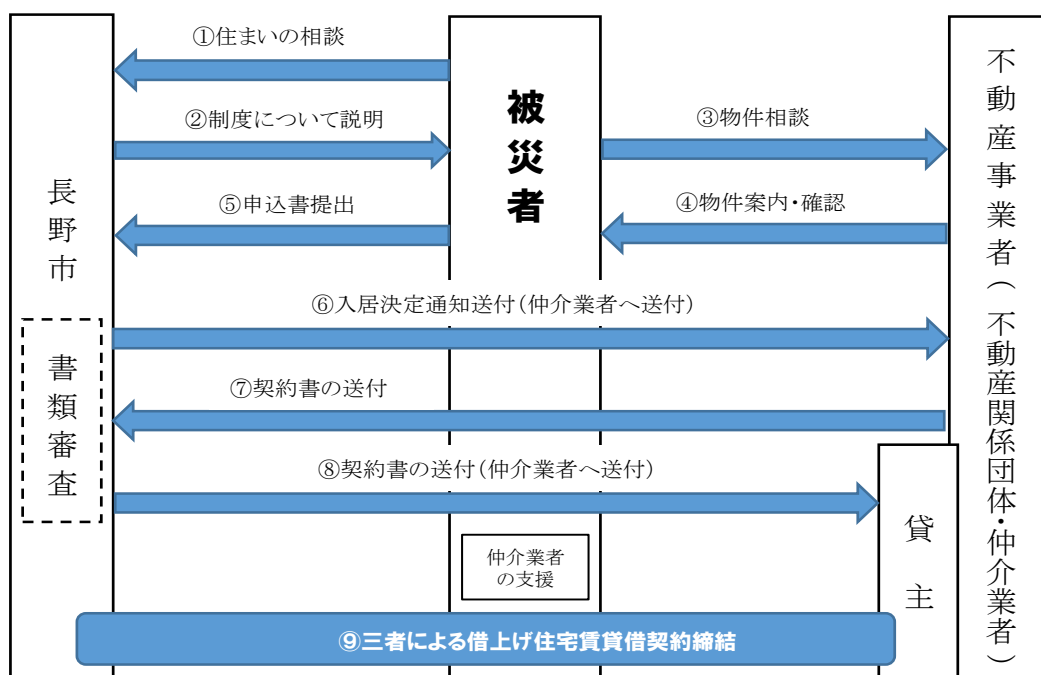 ①住まいの相談
②制度について説明
③物件相談
④物件案内・確認
⑤申込書提出
⑥入居決定通知送付(仲介業者へ送付)
⑦契約書の送付
⑧契約書の送付(仲介業者へ送付)
⑨三者による借上げ住宅賃貸借契約締結
長野市
書類審査
被災者
仲介業者
の支援
貸主
不動産事業者(不動産関係団体・仲介業者)